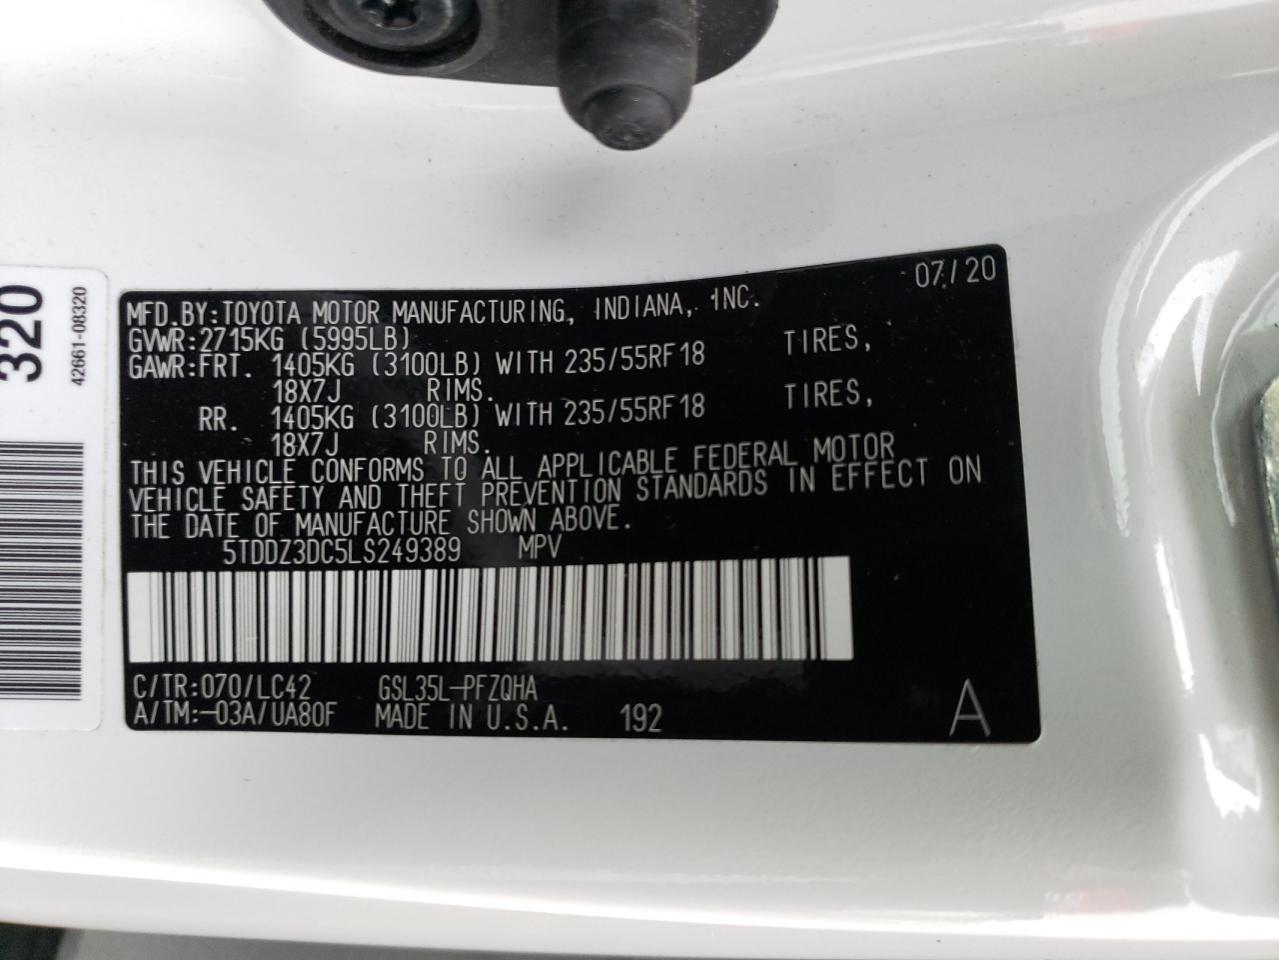 320
42661-08320
07/20
MFD.BY:TOYOTA MOTOR MANUFACTURING, INDIANA, INC.
GVWR:2715KG (5995LB)
GAWR:FRT. 1405KG (3100LB) WITH 235/55RF18 TIRES,
18X7J RIMS.
RR. 1405KG (3100LB) WITH 235/55RF18 TIRES,
18X7J RIMS.
THIS VEHICLE CONFORMS TO ALL APPLICABLE FEDERAL MOTOR
VEHICLE SAFETY AND THEFT PREVENTION STANDARDS IN EFFECT ON
THE DATE OF MANUFACTURE SHOWN ABOVE.
5TDDZ3DC5LS249389 MPV
C/TR:070/LC42 GSL35L-PFZQHA
A/TM:-03A/UA80F MADE IN U.S.A. 192 A